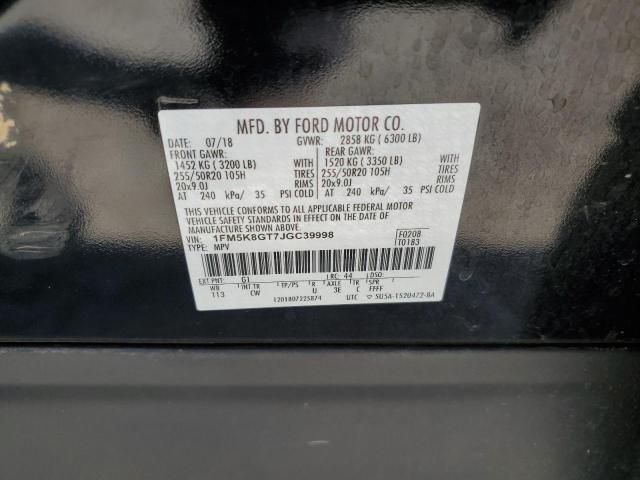 MFD. BY FORD MOTOR CO.
DATE: 07/18 GVWR: 2858 KG ( 6300 LB)
FRONT GAWR: REAR GAWR:
1452 KG ( 3200 LB) WITH 1520 KG ( 3350 LB) WITH
255/50R20 105H TIRES 255/50R20 105H TIRES
20x9.0J RIMS 20x9.0J RIMS
AT 240 kPa/ 35 PSI COLD AT 240 kPa/ 35 PSI COLD
THIS VEHICLE CONFORMS TO ALL APPLICABLE FEDERAL MOTOR
VEHICLE SAFETY STANDARDS IN EFFECT ON THE DATE OF
MANUFACTURE SHOWN ABOVE.
VIN: 1FM5K8GT7JGC39998 F0208
TYPE: MPV T0183
EXT PNT: G1 RC: 44 DSO:
WB INT TR TP/PS R AXLE TR SPR
113 CW U 3E C FFFF
1201807225874 UTC ▽ SU5A-1520472-BA